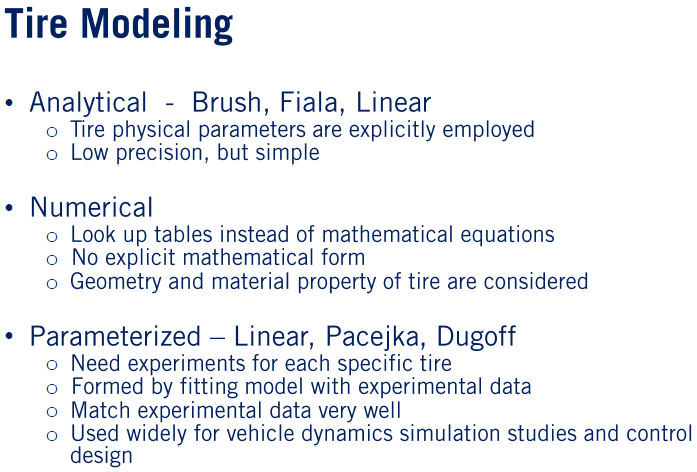 Tire Modeling
• Analytical - Brush, Fiala, Linear
o Tire physical parameters are explicitly employed
o Low precision, but simple
• Numerical
o Look up tables instead of mathematical equations
o No explicit mathematical form
o Geometry and material property of tire are considered
• Parameterized – Linear, Pacejka, Dugoff
o Need experiments for each specific tire
o Formed by fitting model with experimental data
o Match experimental data very well
o Used widely for vehicle dynamics simulation studies and control
design